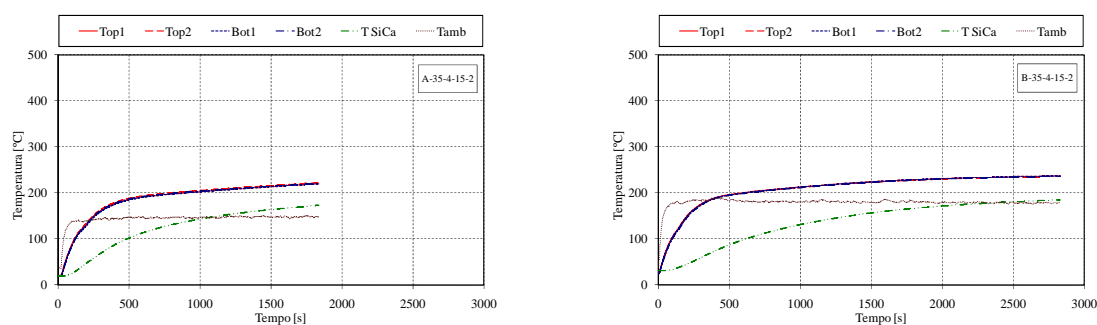 Top1 Top2 Bot1 Bot2 T SiCa Tamb
A-35-4-15-2
Temperatura [ºC]
500
400
300
200
100
0
0 500 1000 1500 2000 2500 3000
Tempo [s]
Top1 Top2 Bot1 Bot2 T SiCa Tamb
B-35-4-15-2
Temperatura [ºC]
500
400
300
200
100
0
0 500 1000 1500 2000 2500 3000
Tempo [s]